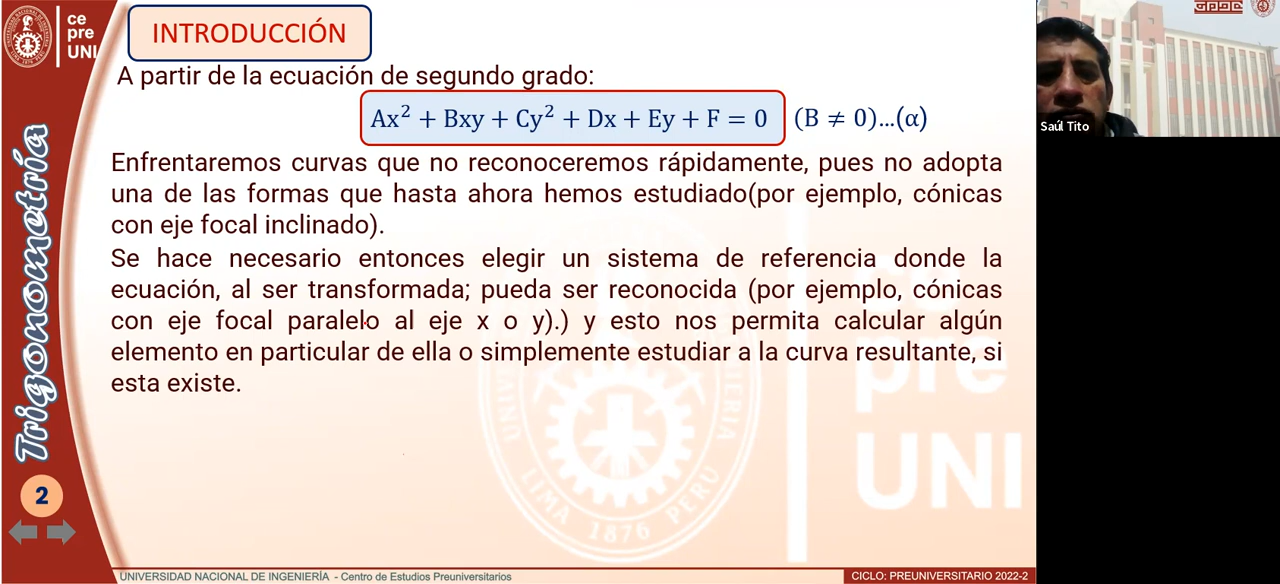 ce
pre
UNI
INTRODUCCIÓN
A partir de la ecuación de segundo grado:
Ax² + Bxy + Cy² + Dx + Ey + F = 0 (B ≠ 0)...(α)
Enfrentaremos curvas que no reconoceremos rápidamente, pues no adopta
una de las formas que hasta ahora hemos estudiado(por ejemplo, cónicas
con eje focal inclinado).
Se hace necesario entonces elegir un sistema de referencia donde la
ecuación, al ser transformada; pueda ser reconocida (por ejemplo, cónicas
con eje focal paralelo al eje x o y).) y esto nos permita calcular algún
elemento en particular de ella o simplemente estudiar a la curva resultante, si
esta existe.
Trigonometría
2
pre
UNI
LIMA PERU
1876
UNIVERSIDAD NACIONAL DE INGENIERÍA - Centro de Estudios Preuniversitarios
CICLO: PREUNIVERSITARIO 2022-2
Saúl Tito